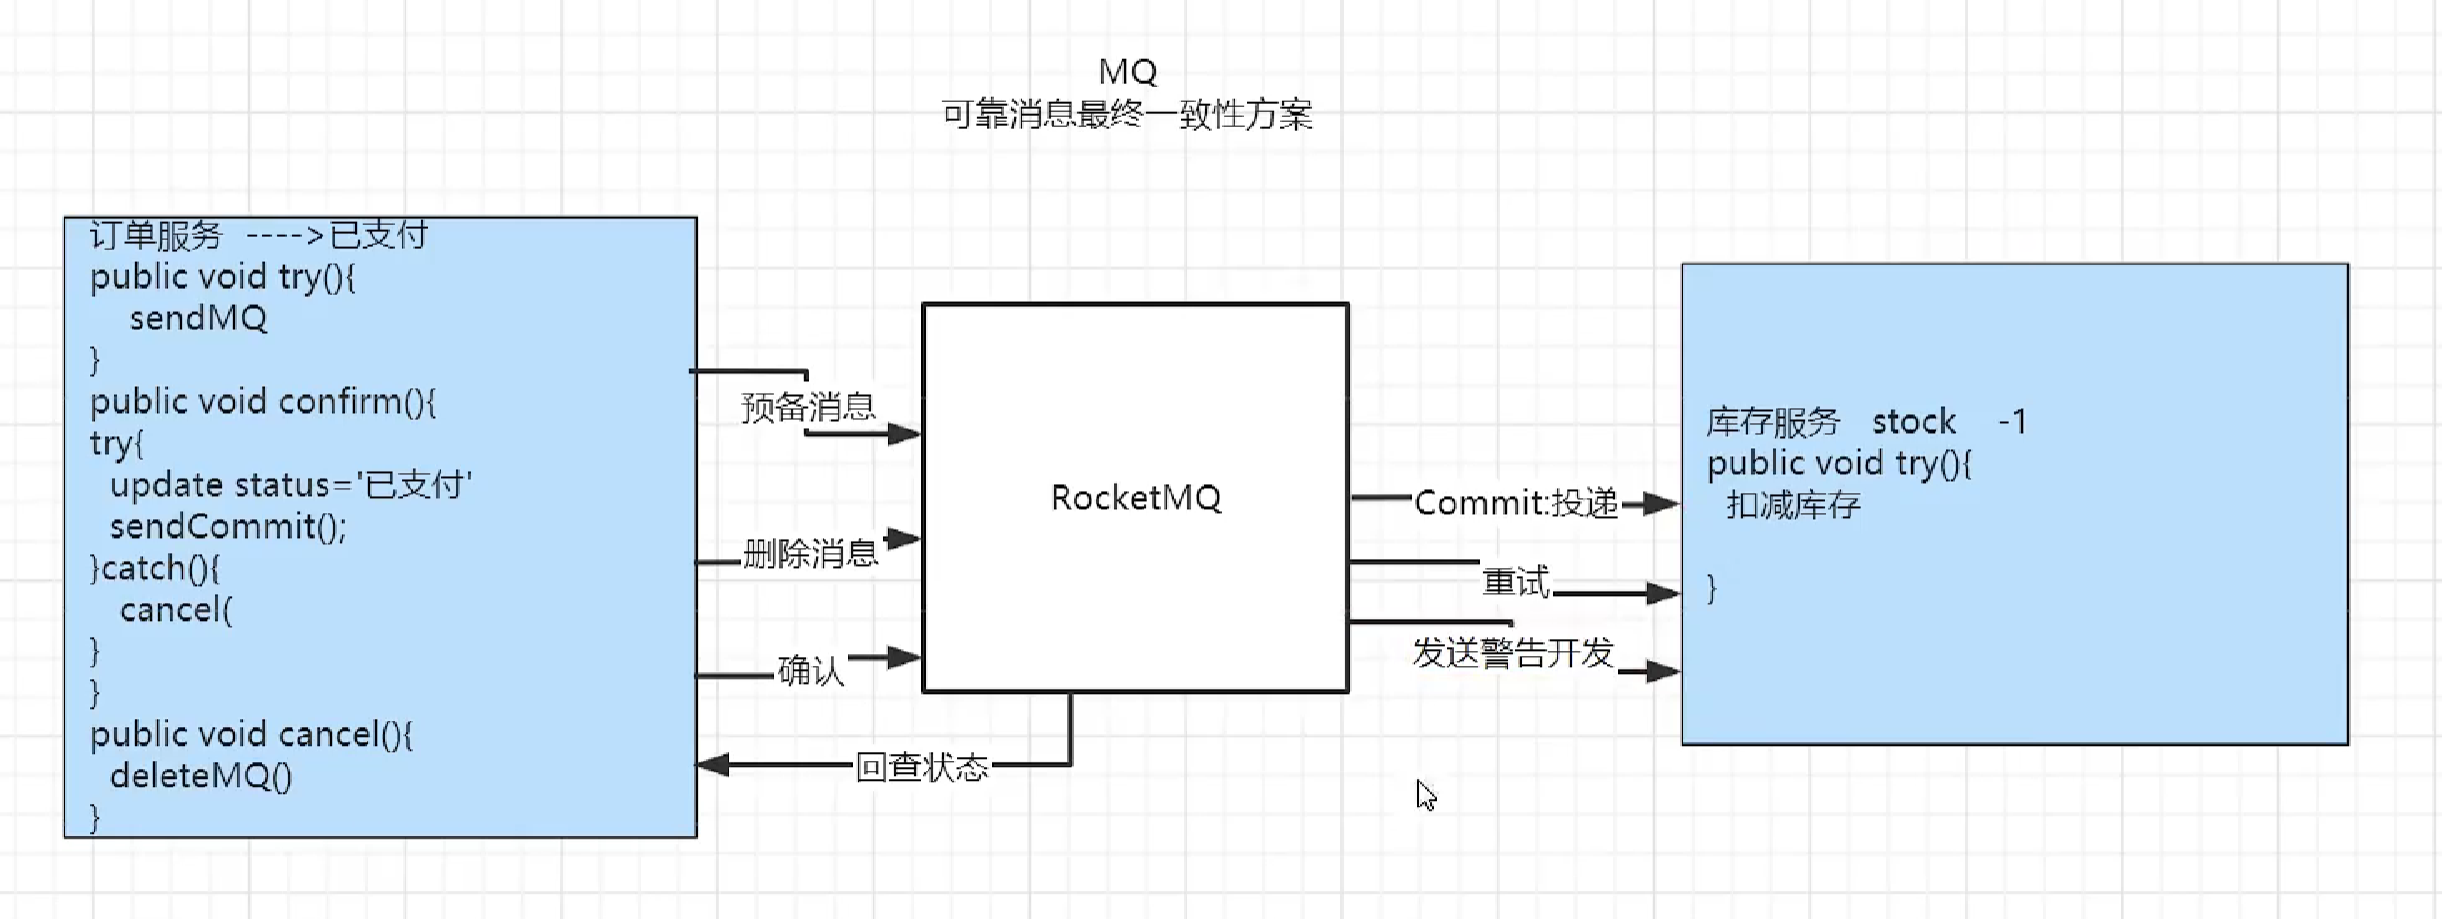 MQ
可靠消息最终一致性方案
订单服务 ---->已支付
public void try(){
sendMQ
}
public void confirm(){
try{
update status='已支付'
sendCommit();
}catch(){
cancel(
}
}
public void cancel(){
deleteMQ()
}
预备消息
删除消息
确认
回查状态
RocketMQ
Commit:投递
重试
发送警告开发
库存服务 stock -1
public void try(){
扣减库存
}